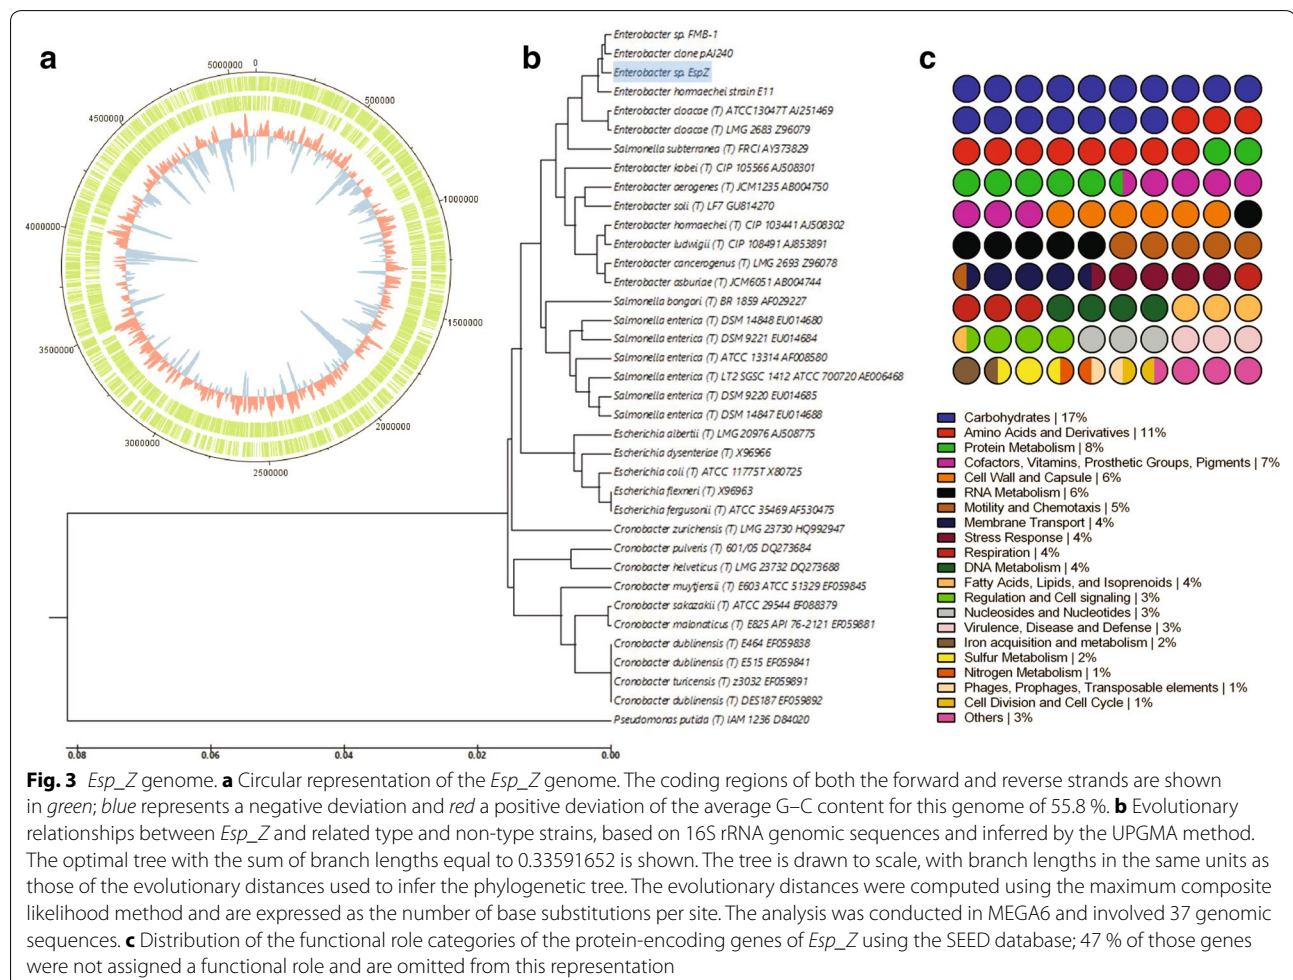 a
0
500000
1000000
1500000
2000000
2500000
3000000
3500000
4000000
4500000
5000000
b
Enterobacter sp. FMB-1
Enterobacter clone pAJ240
Enterobacter sp. EspZ
Enterobacter hormaechei strain E11
Enterobacter cloacae (T) ATCC13047T AJ251469
Enterobacter cloacae (T) LMG 2683 Z96079
Salmonella subterranea (T) FRCI AY373829
Enterobacter kobei (T) CIP 105566 AJ508301
Enterobacter aerogenes (T) JCM1235 AB004750
Enterobacter soli (T) LF7 GU814270
Enterobacter hormaechei (T) CIP 103441 AJ508302
Enterobacter ludwigii (T) CIP 108491 AJ853891
Enterobacter cancerogenus (T) LMG 2693 Z96078
Enterobacter asburiae (T) JCM6051 AB004744
Salmonella bongori (T) BR 1859 AF029227
Salmonella enterica (T) DSM 14848 EU014680
Salmonella enterica (T) DSM 9221 EU014684
Salmonella enterica (T) ATCC 13314 AF008580
Salmonella enterica (T) LT2 SGSC 1412 ATCC 700720 AE006468
Salmonella enterica (T) DSM 9220 EU014685
Salmonella enterica (T) DSM 14847 EU014688
Escherichia albertii (T) LMG 20976 AJ508775
Escherichia dysenteriae (T) X96966
Escherichia coli (T) ATCC 11775T X80725
Escherichia flexneri (T) X96963
Escherichia fergusonii (T) ATCC 35469 AF530475
Cronobacter zurichensis (T) LMG 23730 HQ992947
Cronobacter pulveris (T) 601/05 DQ273684
Cronobacter helveticus (T) LMG 23732 DQ273688
Cronobacter muytjensii (T) E603 ATCC 51329 EF059845
Cronobacter sakazakii (T) ATCC 29544 EF088379
Cronobacter malonaticus (T) E825 API 76-2121 EF059881
Cronobacter dublinensis (T) E464 EF059838
Cronobacter dublinensis (T) E515 EF059841
Cronobacter turicensis (T) z3032 EF059891
Cronobacter dublinensis (T) DES187 EF059892
Pseudomonas putida (T) IAM 1236 D84020
0.08 0.06 0.04 0.02 0.00
c
Carbohydrates | 17%
Amino Acids and Derivatives | 11%
Protein Metabolism | 8%
Cofactors, Vitamins, Prosthetic Groups, Pigments | 7%
Cell Wall and Capsule | 6%
RNA Metabolism | 6%
Motility and Chemotaxis | 5%
Membrane Transport | 4%
Stress Response | 4%
Respiration | 4%
DNA Metabolism | 4%
Fatty Acids, Lipids, and Isoprenoids | 4%
Regulation and Cell signaling | 3%
Nucleosides and Nucleotides | 3%
Virulence, Disease and Defense | 3%
Iron acquisition and metabolism | 2%
Sulfur Metabolism | 2%
Nitrogen Metabolism | 1%
Phages, Prophages, Transposable elements | 1%
Cell Division and Cell Cycle | 1%
Others | 3%
Fig. 3 Esp_Z genome. a Circular representation of the Esp_Z genome. The coding regions of both the forward and reverse strands are shown
in green; blue represents a negative deviation and red a positive deviation of the average G–C content for this genome of 55.8 %. b Evolutionary
relationships between Esp_Z and related type and non-type strains, based on 16S rRNA genomic sequences and inferred by the UPGMA method.
The optimal tree with the sum of branch lengths equal to 0.33591652 is shown. The tree is drawn to scale, with branch lengths in the same units as
those of the evolutionary distances used to infer the phylogenetic tree. The evolutionary distances were computed using the maximum composite
likelihood method and are expressed as the number of base substitutions per site. The analysis was conducted in MEGA6 and involved 37 genomic
sequences. c Distribution of the functional role categories of the protein-encoding genes of Esp_Z using the SEED database; 47 % of those genes
were not assigned a functional role and are omitted from this representation